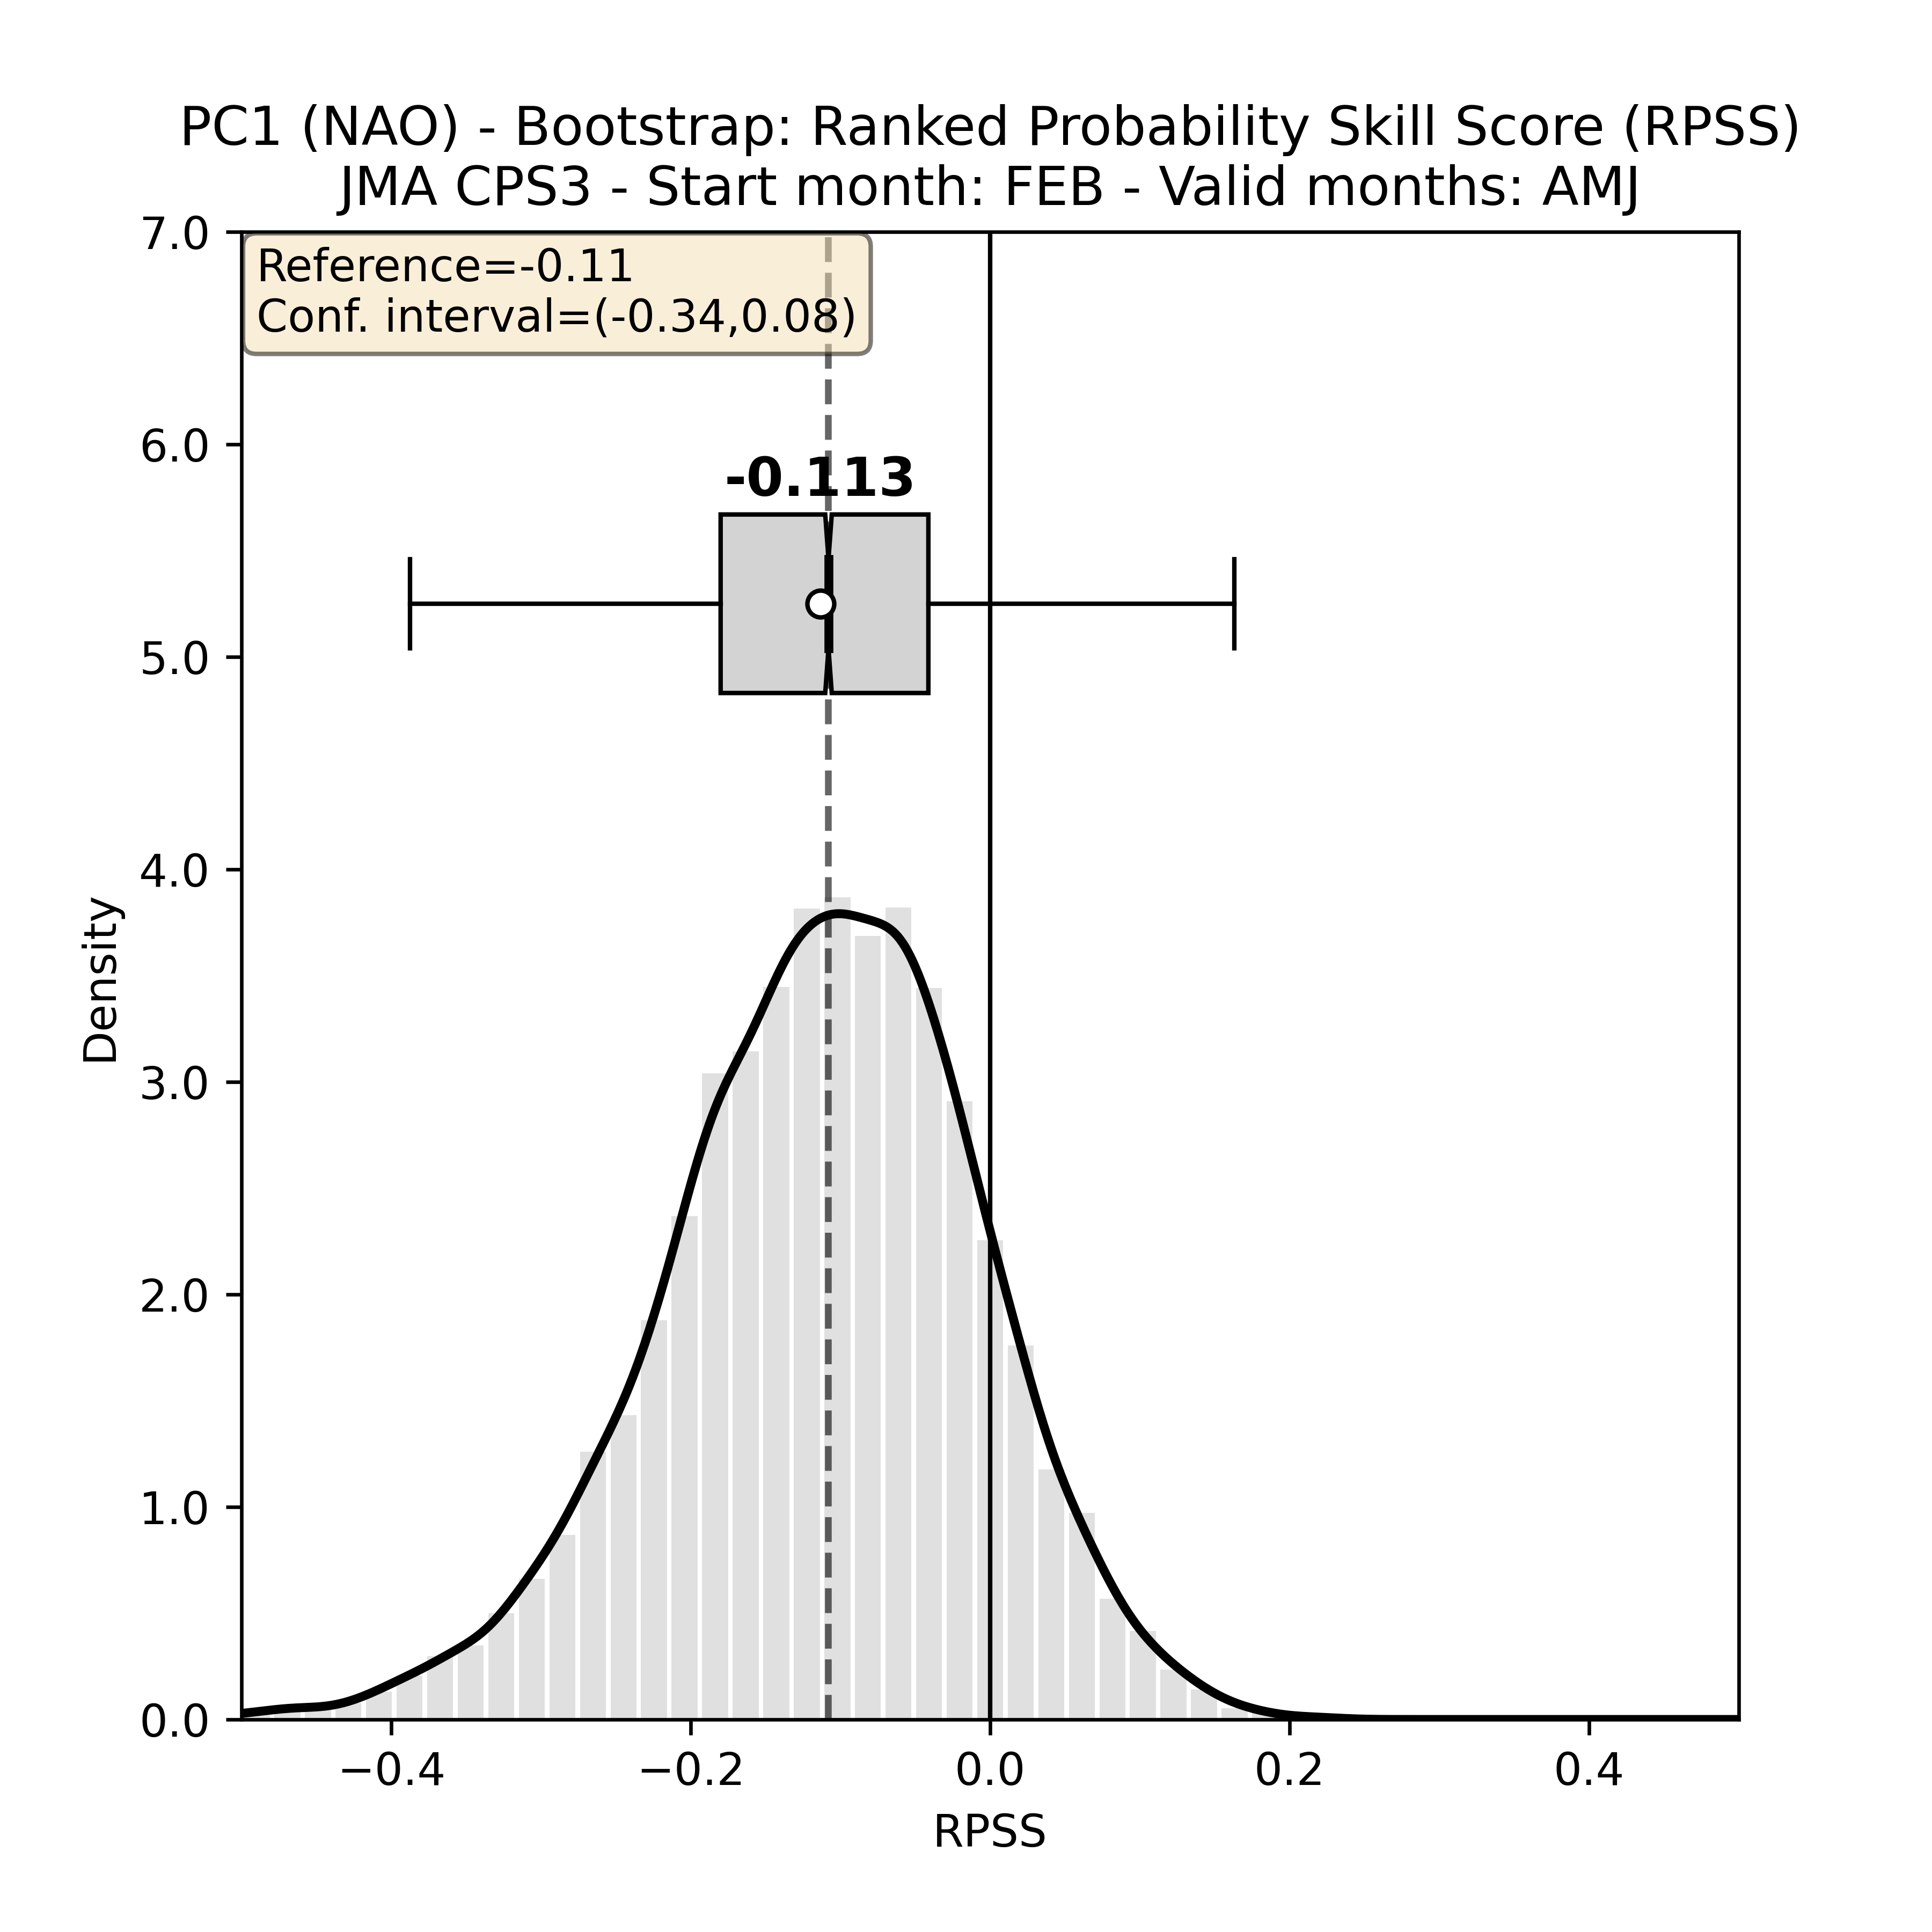 PC1 (NAO) - Bootstrap: Ranked Probability Skill Score (RPSS)
JMA CPS3 - Start month: FEB - Valid months: AMJ
Reference=-0.11
Conf. interval=(-0.34,0.08)
-0.113
7.0
6.0
5.0
4.0
3.0
2.0
1.0
0.0
Density
−0.4
−0.2
0.0
0.2
0.4
RPSS